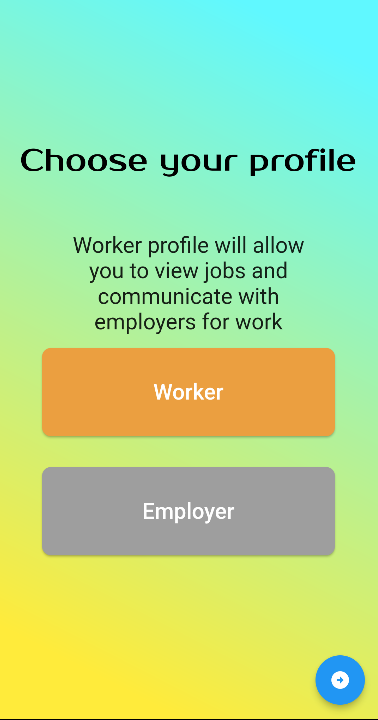 Choose your profile
Worker profile will allow
you to view jobs and
communicate with
employers for work
Worker
Employer